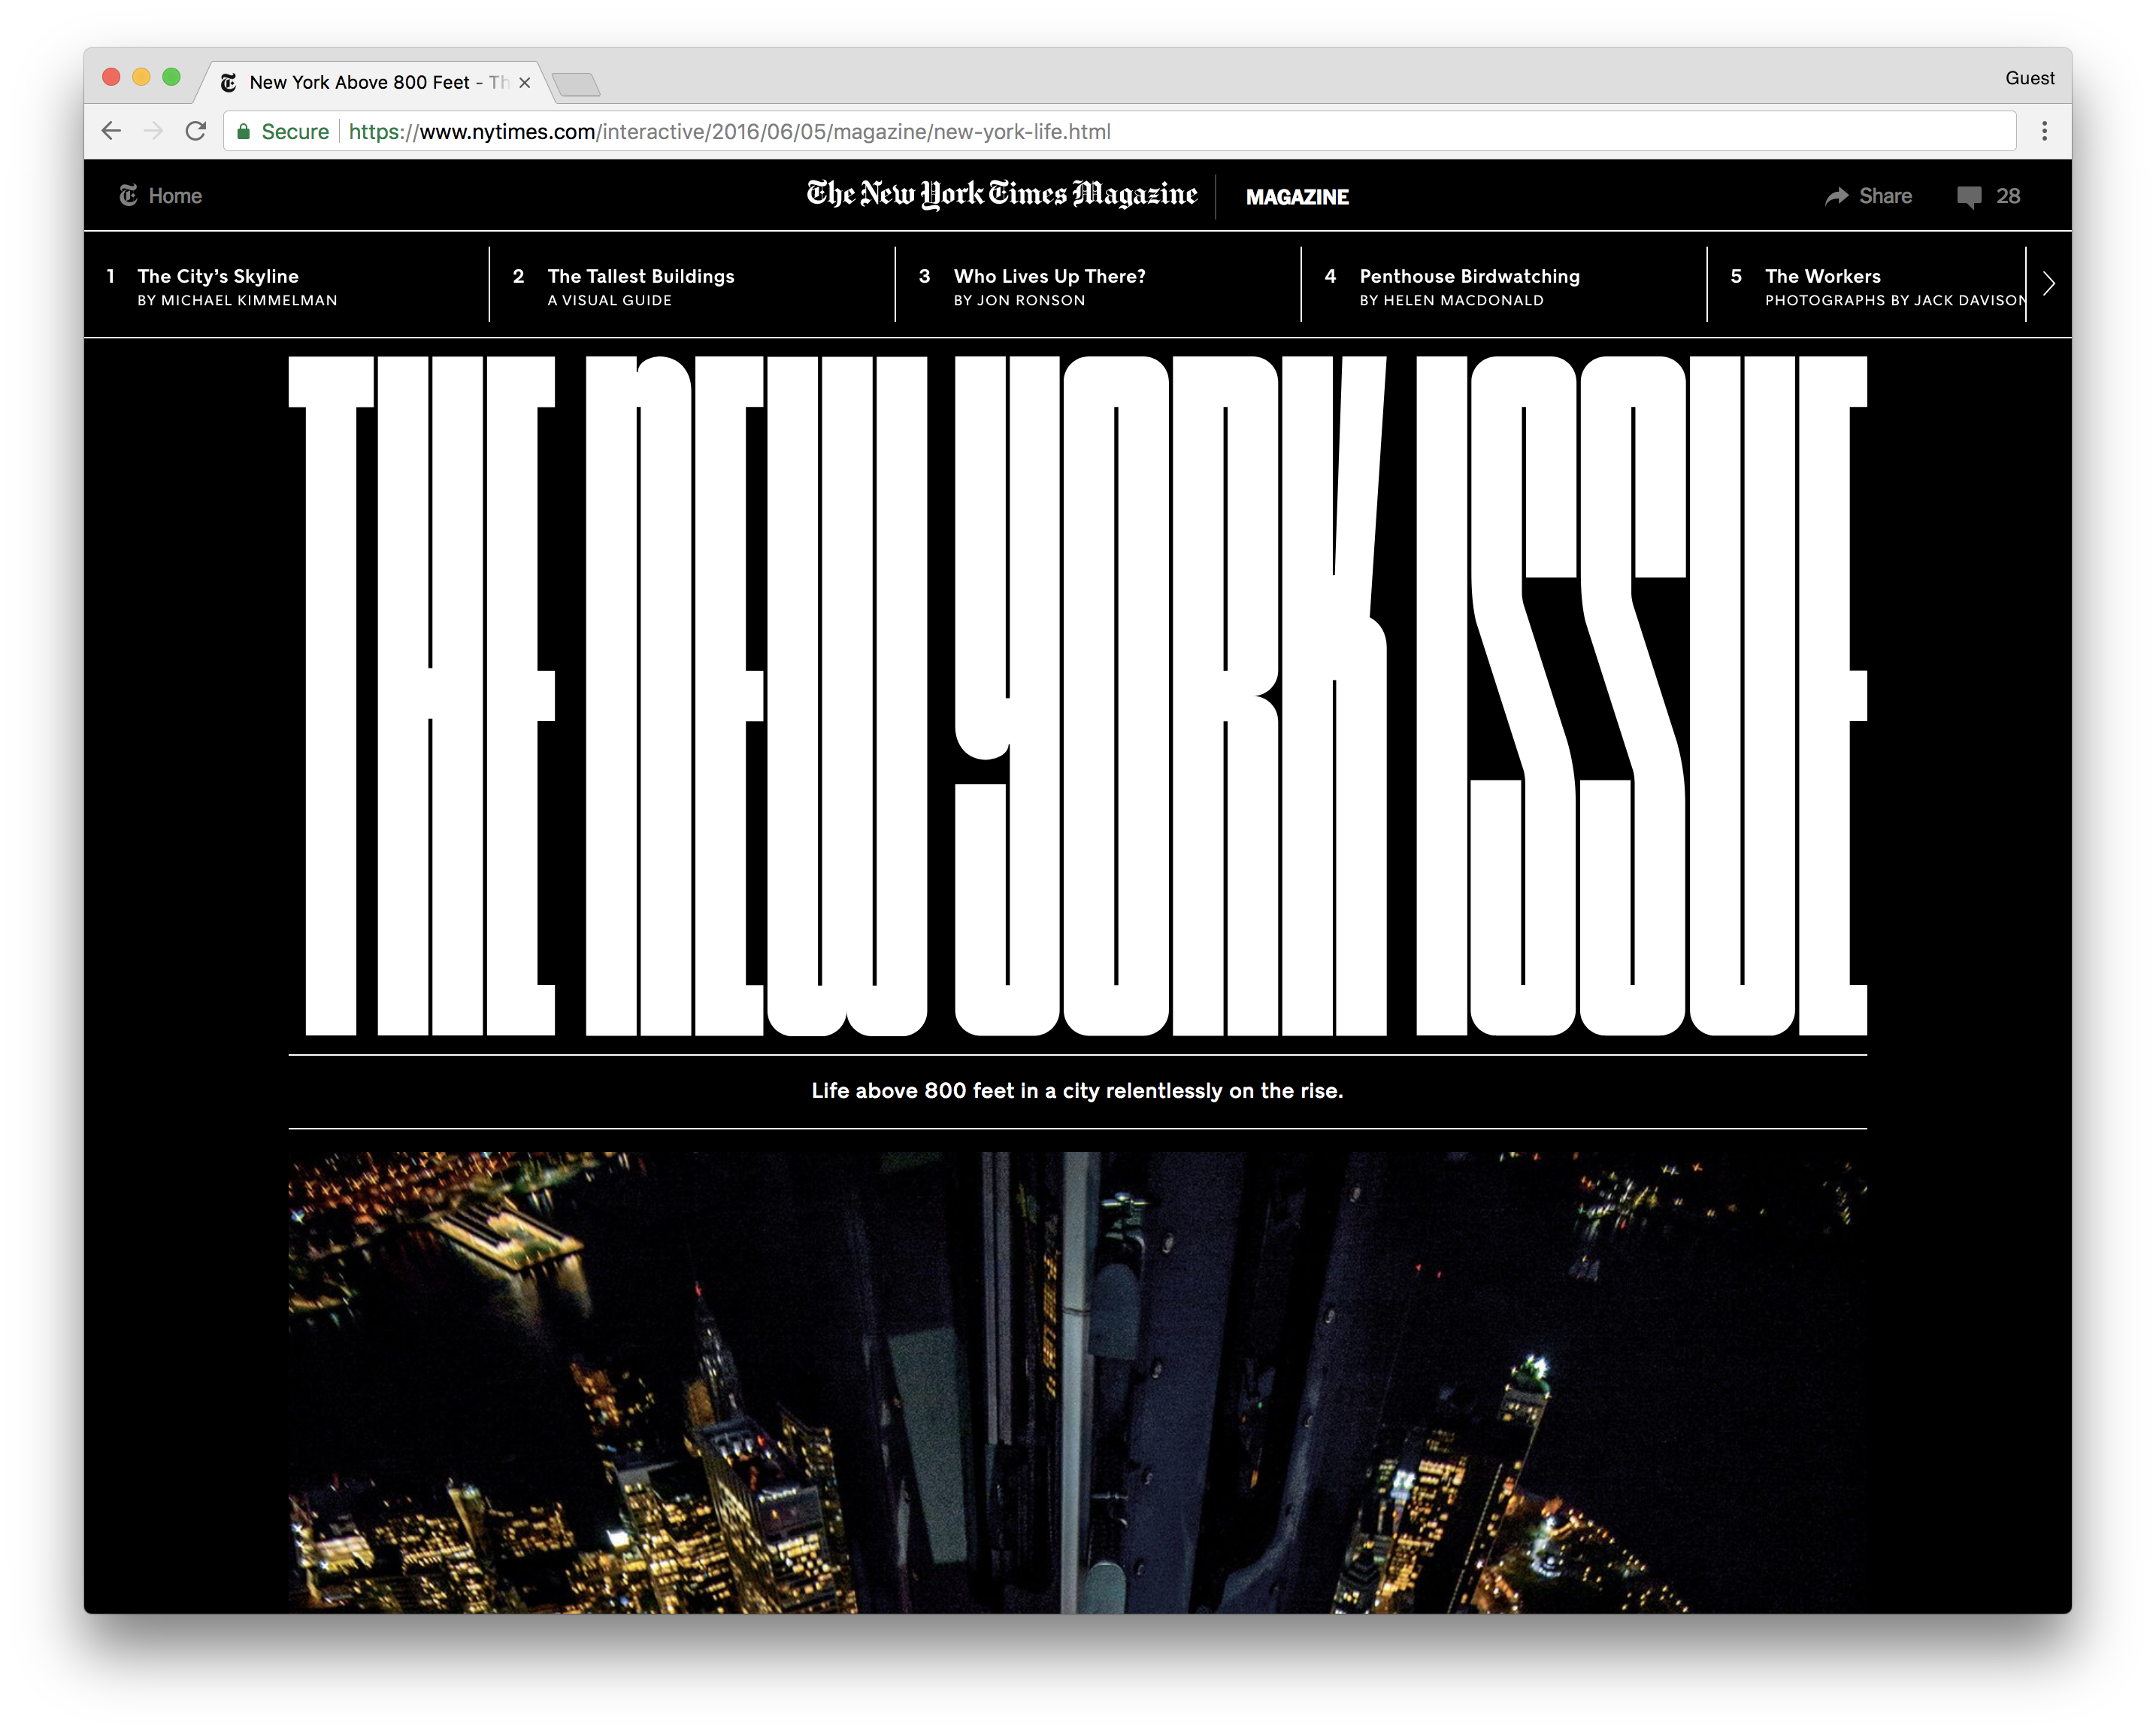 New York Above 800 Feet - Th
Guest
Secure https://www.nytimes.com/interactive/2016/06/05/magazine/new-york-life.html
Home
The New York Times Magazine
MAGAZINE
Share
28
1 The City’s Skyline
BY MICHAEL KIMMELMAN
2 The Tallest Buildings
A VISUAL GUIDE
3 Who Lives Up There?
BY JON RONSON
4 Penthouse Birdwatching
BY HELEN MACDONALD
5 The Workers
PHOTOGRAPHS BY JACK DAVISON
THE NEW YORK ISSUE
Life above 800 feet in a city relentlessly on the rise.